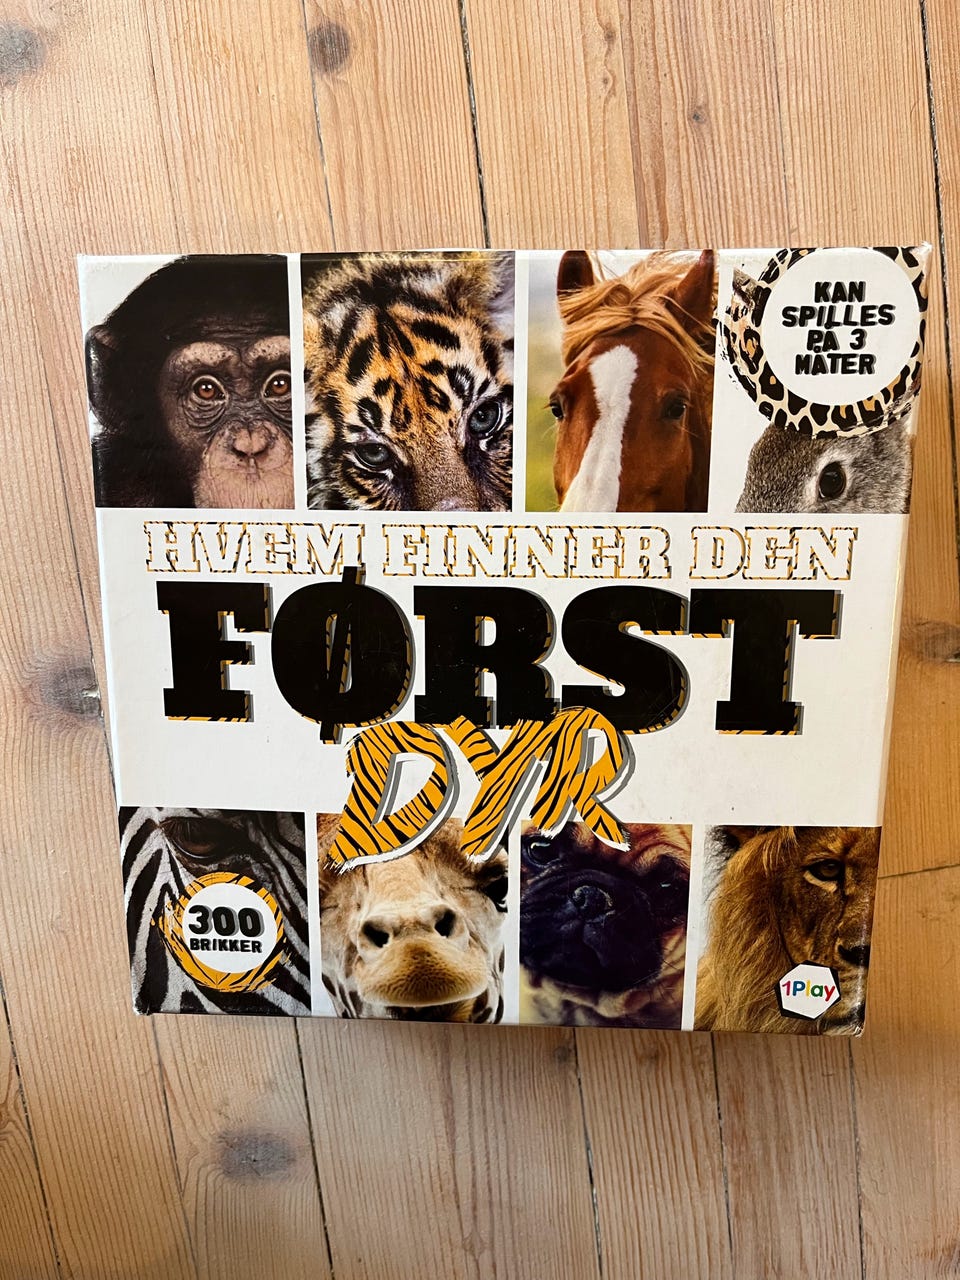 KAN
SPILLES
PÅ 3
MÅTER
HVEM FINNER DEN
FØRST
DYR
300
BRIKKER
1Play